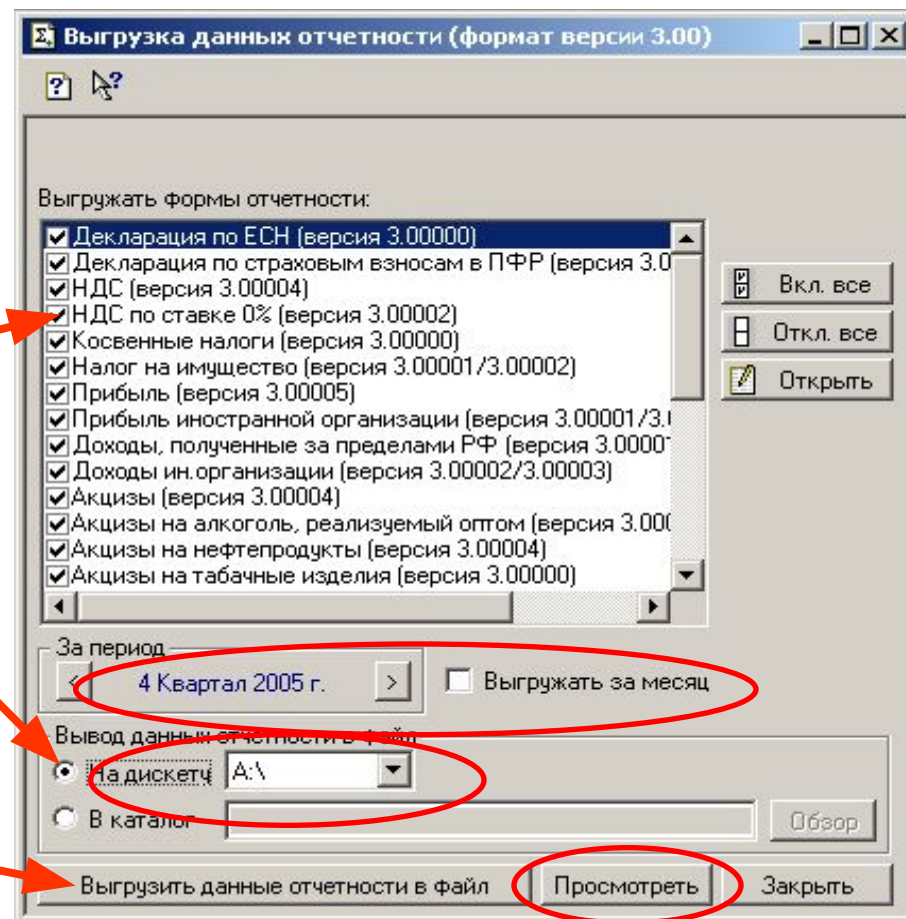 Выгрузка данных отчетности (формат версии 3.00)
Выгружать формы отчетности:
Декларация по ЕСН (версия 3.00000)
Декларация по страховым взносам в ПФР (версия 3.0
НДС (версия 3.00004)
НДС по ставке 0% (версия 3.00002)
Косвенные налоги (версия 3.00000)
Налог на имущество (версия 3.00001/3.00002)
Прибыль (версия 3.00005)
Прибыль иностранной организации (версия 3.00001/3.
Доходы, полученные за пределами РФ (версия 3.0000
Доходы ин.организации (версия 3.00002/3.00003)
Акцизы (версия 3.00004)
Акцизы на алкоголь, реализуемый оптом (версия 3.00
Акцизы на нефтепродукты (версия 3.00004)
Акцизы на табачные изделия (версия 3.00000)
Вкл. все
Откл. все
Открыть
За период
< 4 Квартал 2005 г. > Выгружать за месяц
Вывод данных отчетности в файл
На дискету A:\
В каталог Обзор
Выгрузить данные отчетности в файл Просмотреть Закрыть